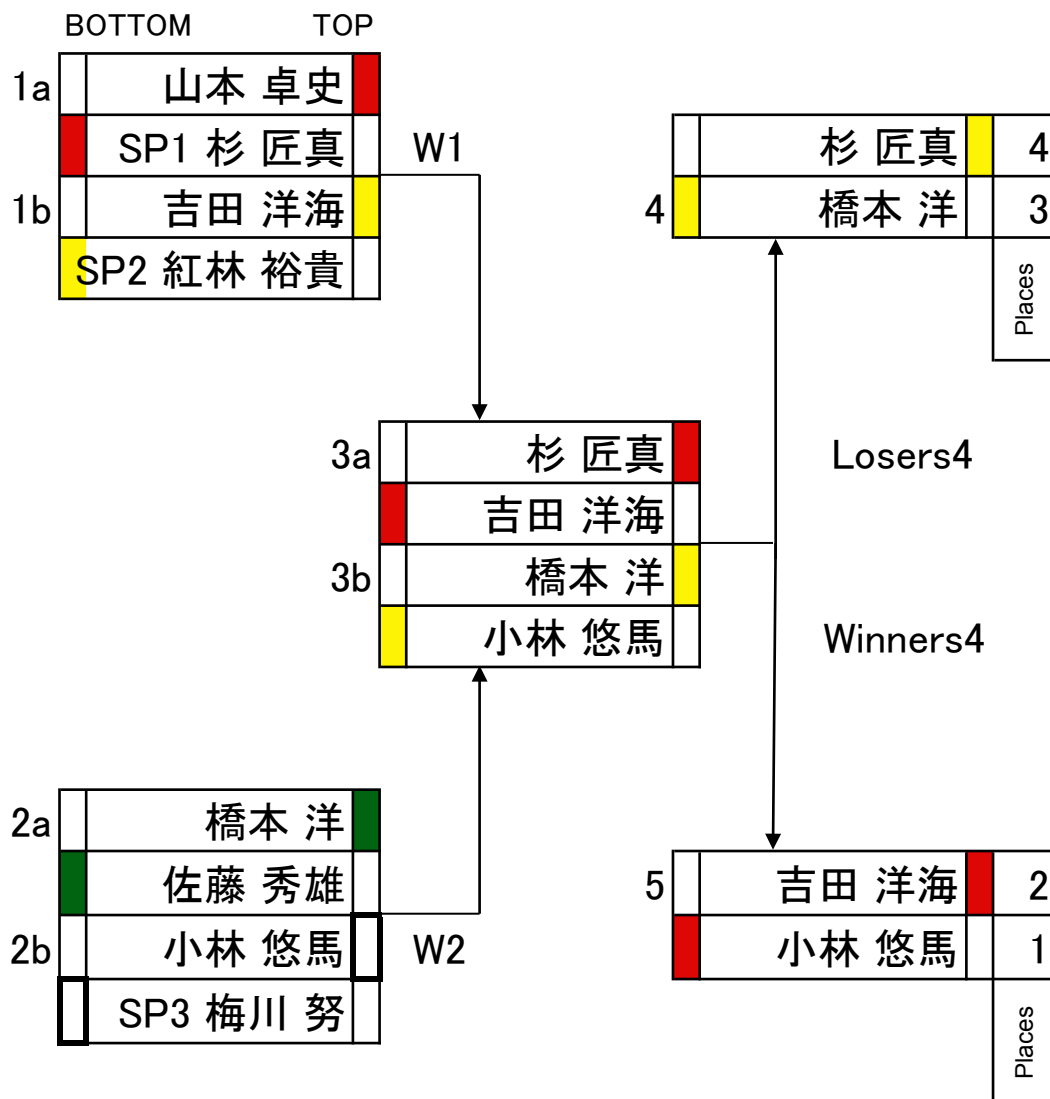 BOTTOM TOP
1a 山本 卓史
SP1 杉 匠真
1b 吉田 洋海
SP2 紅林 裕貴
W1
杉 匠真 4
4 橋本 洋 3
Places
3a 杉 匠真
吉田 洋海
3b 橋本 洋
小林 悠馬
Losers4
Winners4
2a 橋本 洋
佐藤 秀雄
2b 小林 悠馬
SP3 梅川 努
W2
5 吉田 洋海 2
小林 悠馬 1
Places